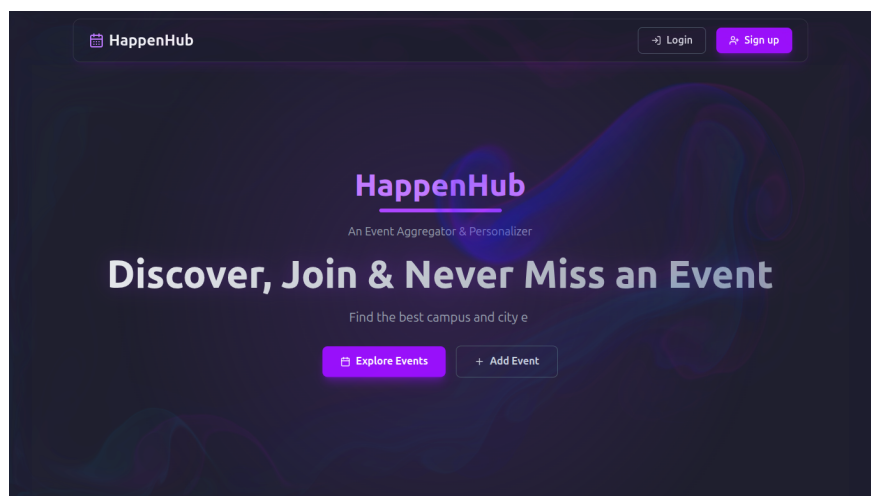 HappenHub
Login
Sign up
HappenHub
An Event Aggregator & Personalizer
Discover, Join & Never Miss an Event
Find the best campus and city e
Explore Events
+ Add Event